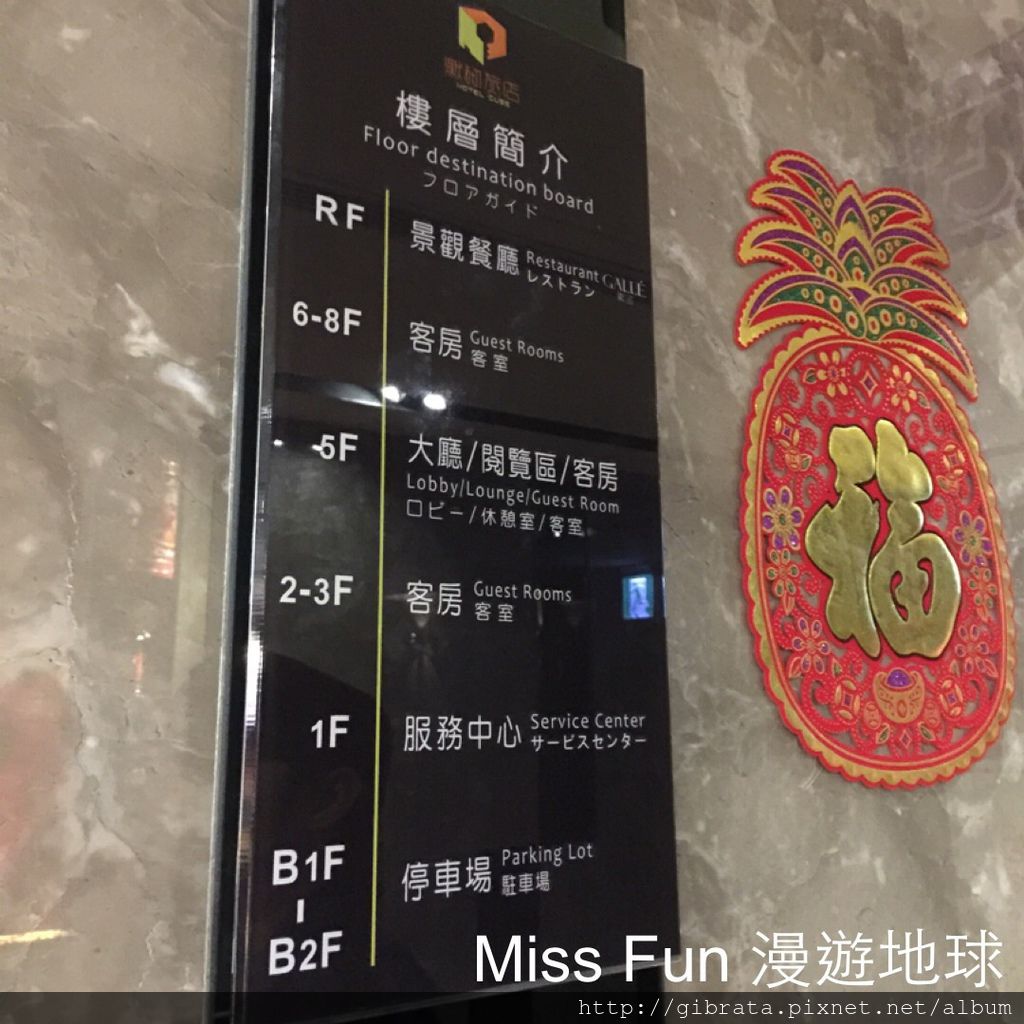 HOTEL CUBE
樓層簡介
Floor destination board
フロアガイド
RF
景觀餐廳 Restaurant GALLÉ
レストラン
6-8F
客房 Guest Rooms
客室
5F
大廳/閱覽區/客房
Lobby/Lounge/Guest Room
ロビー/休憩室/客室
2-3F
客房 Guest Rooms
客室
1F
服務中心 Service Center
サービスセンター
B1F
|
B2F
停車場 Parking Lot
駐車場
福
Miss Fun 漫遊地球
http://gibrata.pixnet.net/album